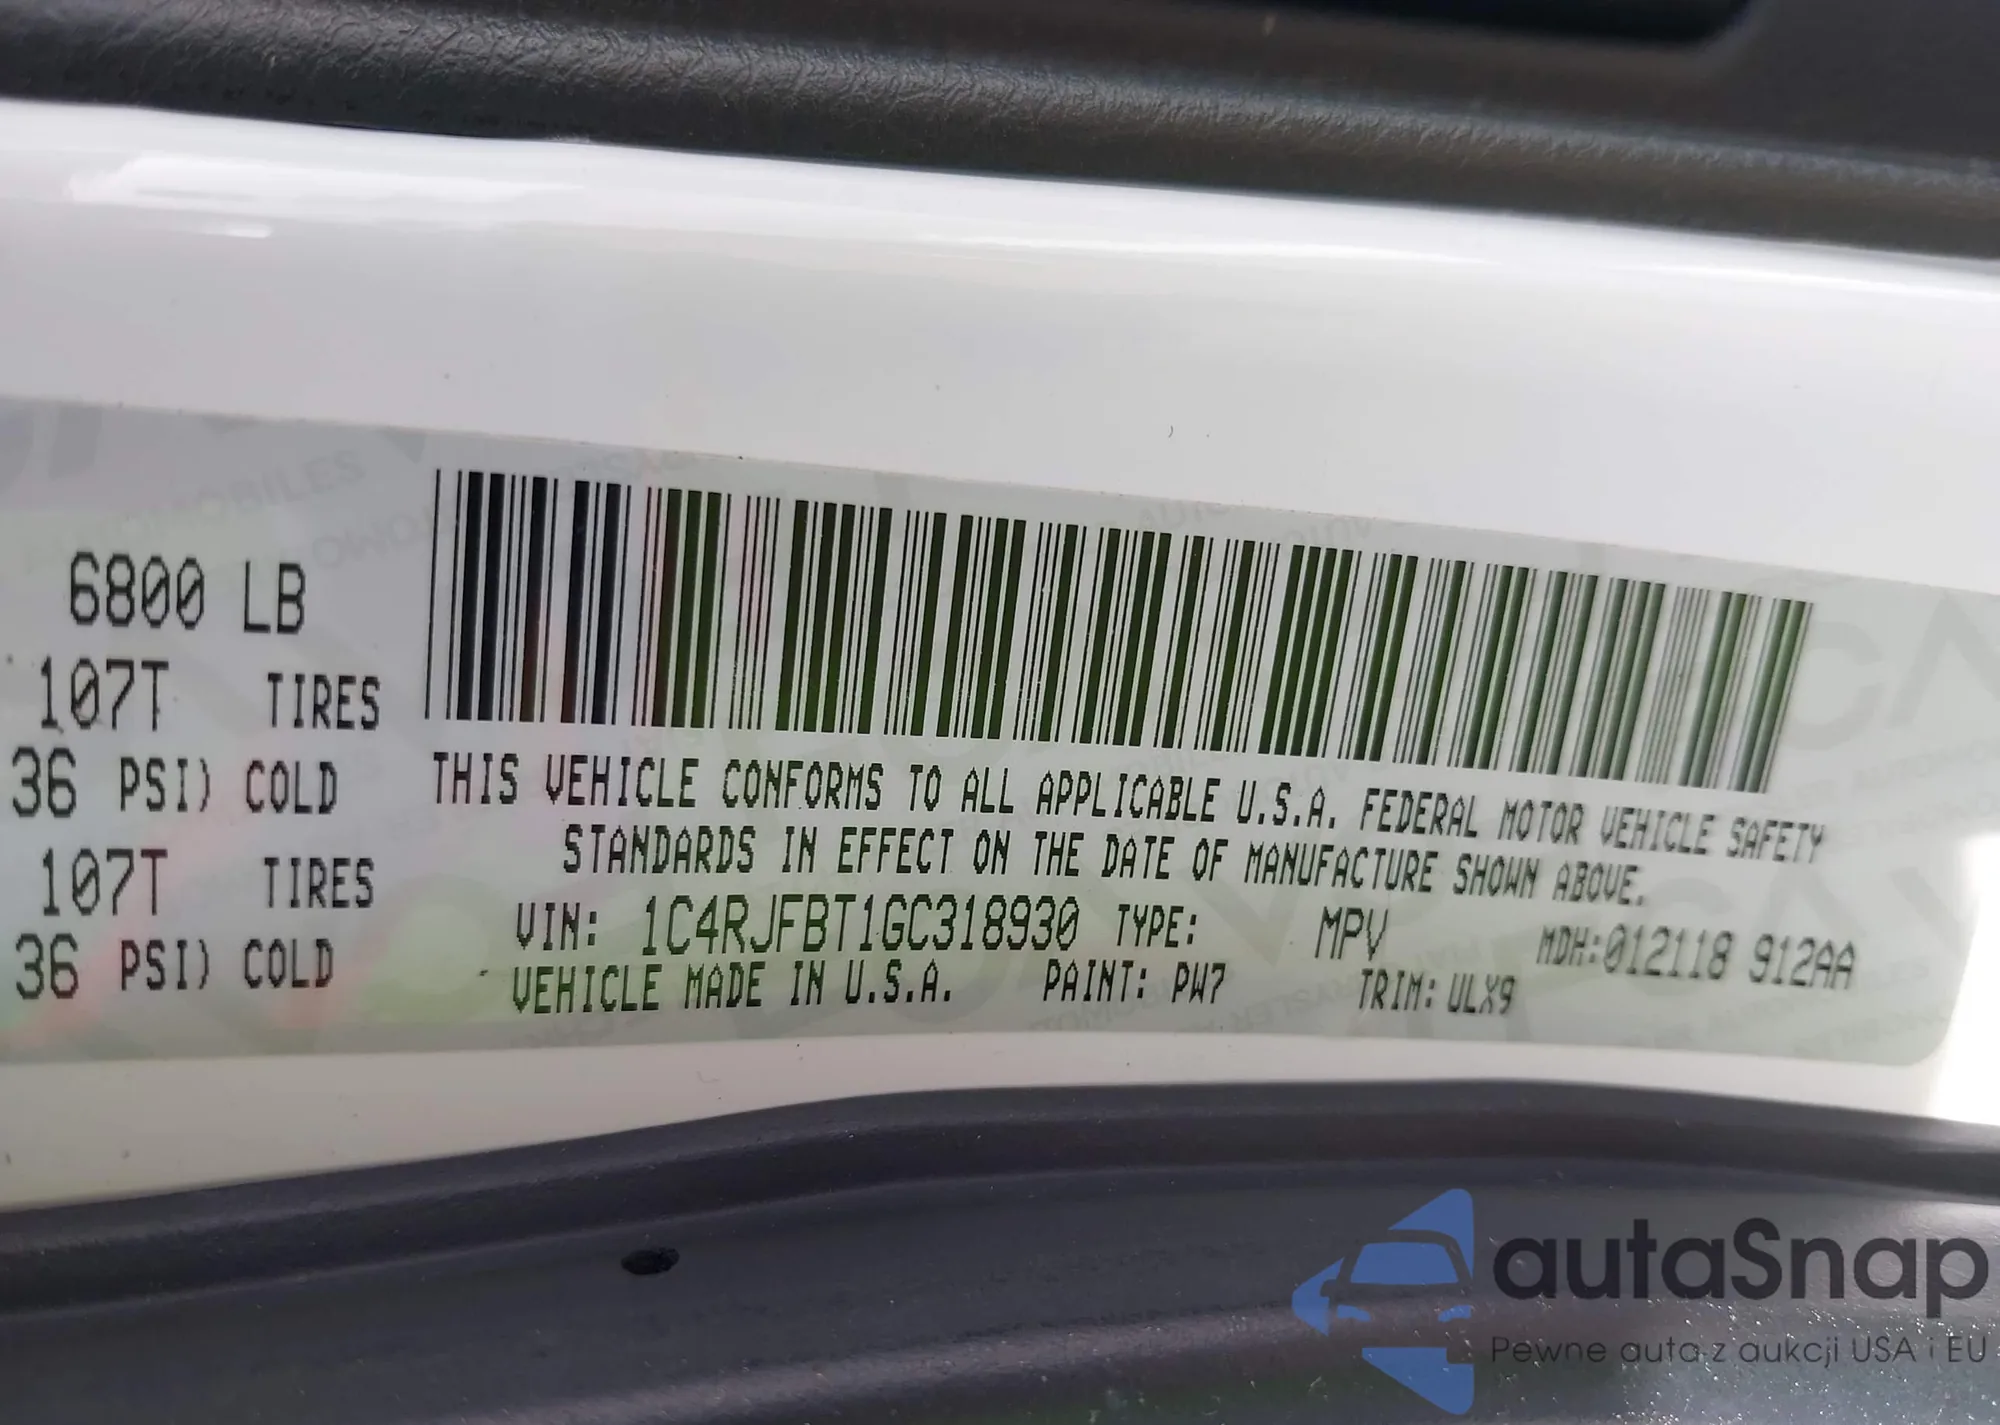 6800 LB
107T TIRES
36 PSI) COLD
107T TIRES
36 PSI) COLD
THIS VEHICLE CONFORMS TO ALL APPLICABLE U.S.A. FEDERAL MOTOR VEHICLE SAFETY
STANDARDS IN EFFECT ON THE DATE OF MANUFACTURE SHOWN ABOVE.
VIN: 1C4RJFBT1GC318930 TYPE: MPV MDH:012118 912AA
VEHICLE MADE IN U.S.A. PAINT: PW7 TRIM: ULX9
autaSnap
Pewne auta z aukcji USA i EU